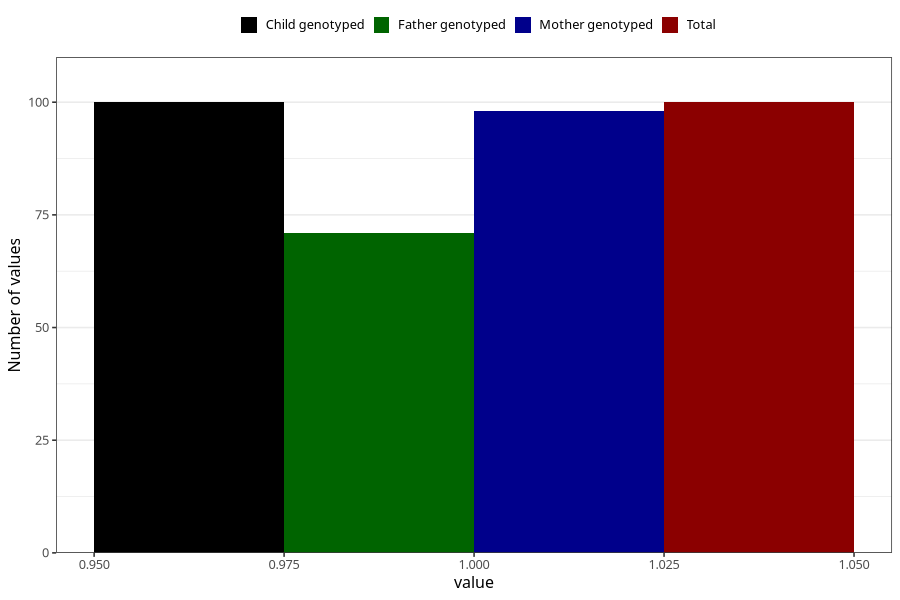 Child genotyped Father genotyped Mother genotyped Total
Number of values
100
75
50
25
0
0.950 0.975 1.000 1.025 1.050
value